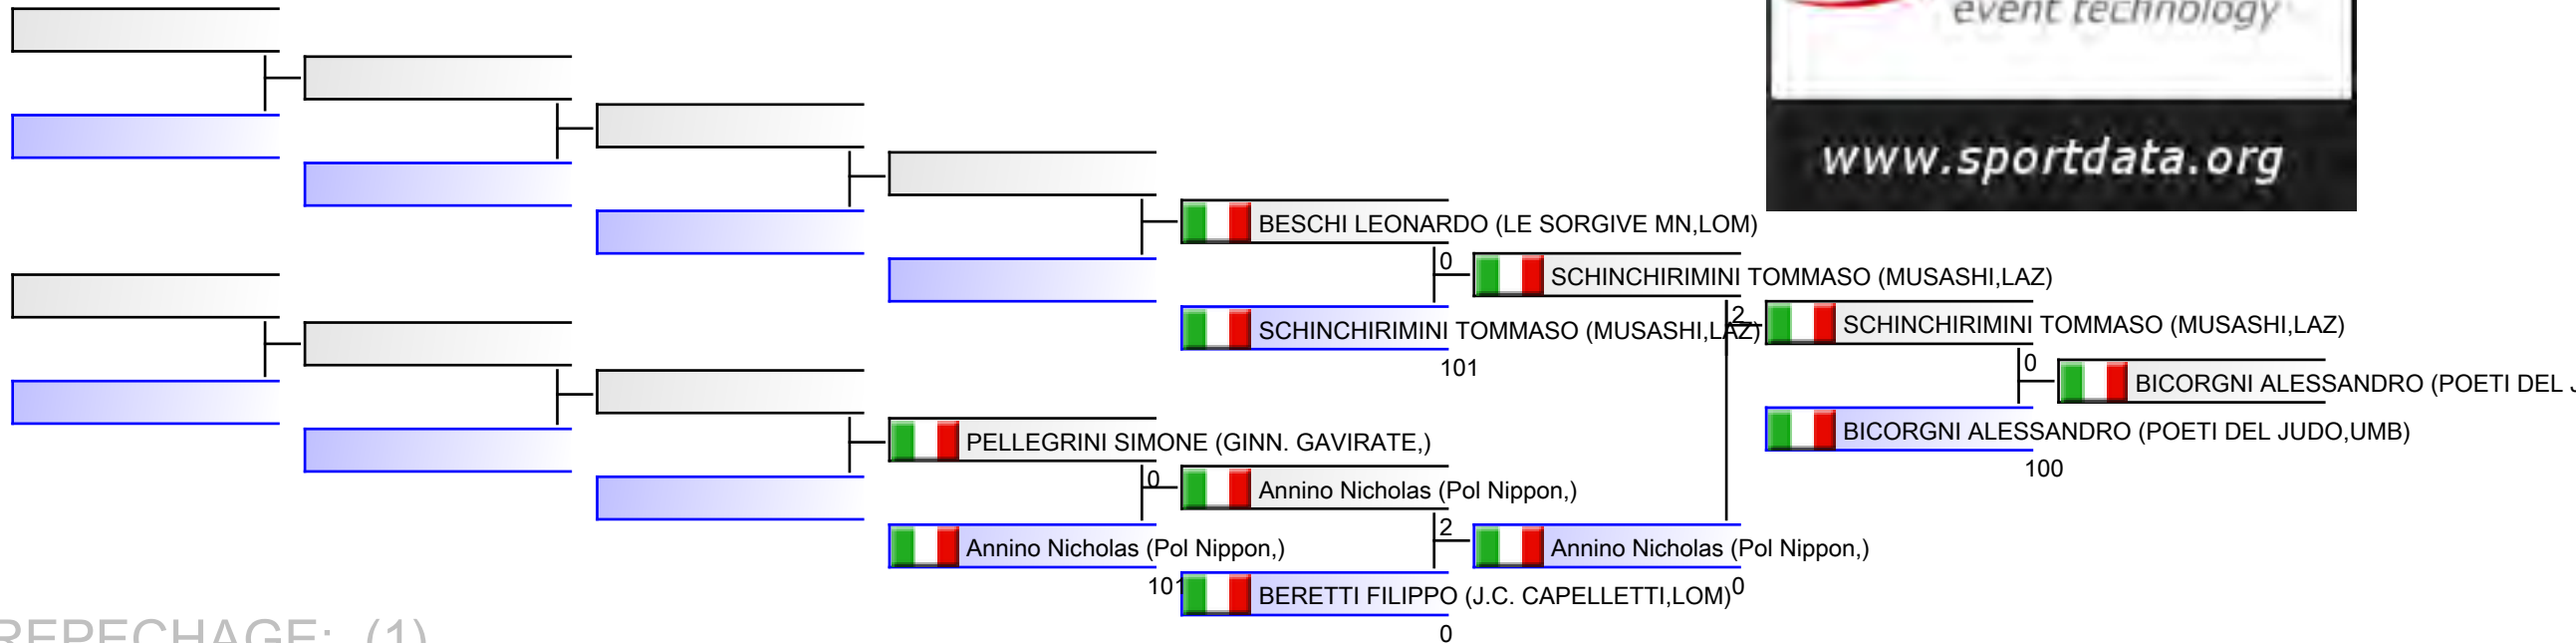 event technology
www.sportdata.org
BESCHI LEONARDO (LE SORGIVE MN,LOM)
0
SCHINCHIRIMINI TOMMASO (MUSASHI,LAZ)
SCHINCHIRIMINI TOMMASO (MUSASHI,LAZ)
101
2
SCHINCHIRIMINI TOMMASO (MUSASHI,LAZ)
0
BICORGNI ALESSANDRO (POETI DEL J
BICORGNI ALESSANDRO (POETI DEL JUDO,UMB)
100
PELLEGRINI SIMONE (GINN. GAVIRATE,)
0
Annino Nicholas (Pol Nippon,)
Annino Nicholas (Pol Nippon,)
101
2
Annino Nicholas (Pol Nippon,)
0
BERETTI FILIPPO (J.C. CAPELLETTI,LOM)
0
REPECHAGE: (1)